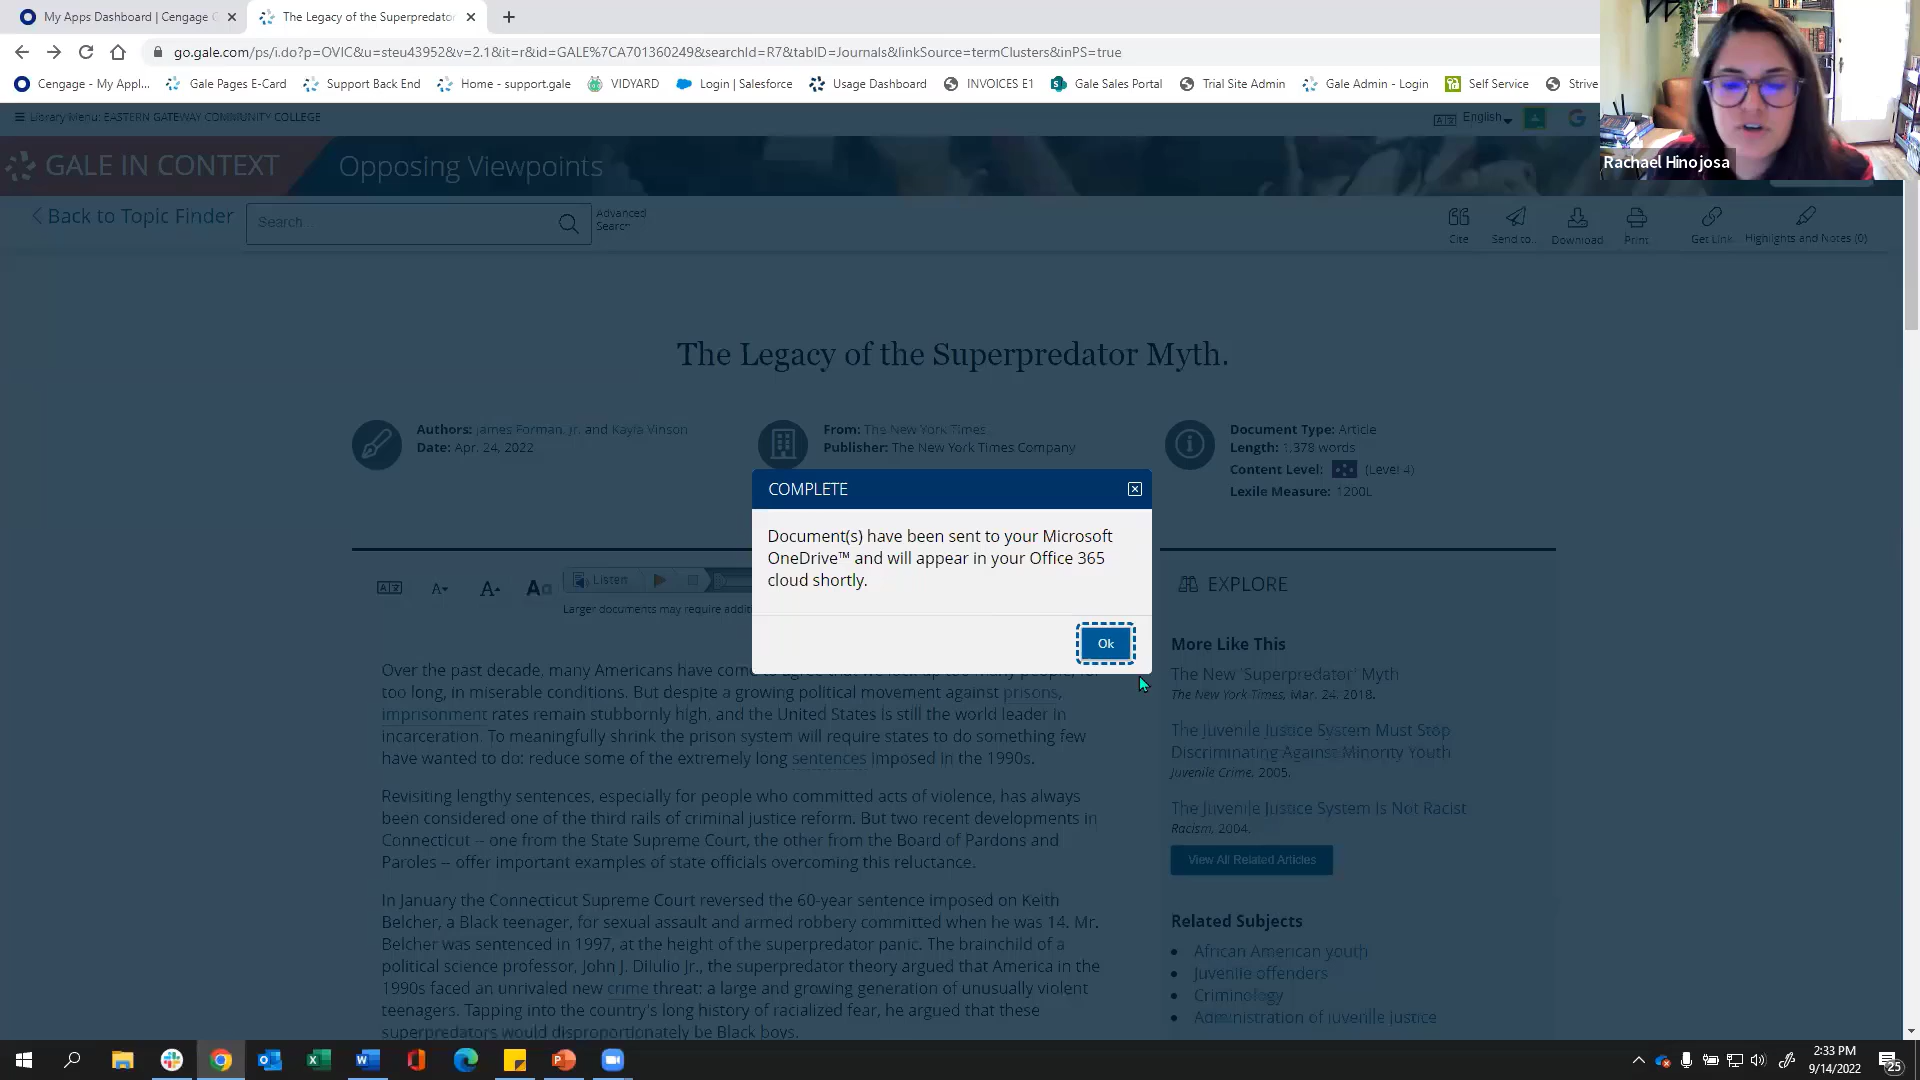 My Apps Dashboard | Cengage
The Legacy of the Superpredator
go.gale.com/ps/i.do?p=OVIC&u=steu43952&v=2.1&it=r&id=GALE%7CA701360249&searchId=R7&tabID=Journals&linkSource=termClusters&inPS=true
Cengage - My Appl... Gale Pages E-Card Support Back End Home - support.gale VIDYARD Login | Salesforce Usage Dashboard INVOICES E1 Gale Sales Portal Trial Site Admin Gale Admin - Login Self Service Strive
Library Menu: EASTERN GATEWAY COMMUNITY COLLEGE
English
GALE IN CONTEXT Opposing Viewpoints
Rachael Hinojosa
Back to Topic Finder
Search...
Advanced
Search
Cite Send to... Download Print Get Link Highlights and Notes (0)
The Legacy of the Superpredator Myth.
Authors: James Forman, Jr. and Kayla Vinson
Date: Apr. 24, 2022
From: The New York Times
Publisher: The New York Times Company
Document Type: Article
Length: 1,378 words
Content Level: (Level 4)
Lexile Measure: 1200L
COMPLETE
Document(s) have been sent to your Microsoft
OneDrive™ and will appear in your Office 365
cloud shortly.
Ok
A- A+ Aa Listen
Larger documents may require
Over the past decade, many Americans have
too long, in miserable conditions. But despite a growing political movement against prisons,
imprisonment rates remain stubbornly high, and the United States is still the world leader in
incarceration. To meaningfully shrink the prison system will require states to do something few
have wanted to do: reduce some of the extremely long sentences imposed in the 1990s.
Revisiting lengthy sentences, especially for people who committed acts of violence, has always
been considered one of the third rails of criminal justice reform. But two recent developments in
Connecticut -- one from the State Supreme Court, the other from the Board of Pardons and
Paroles -- offer important examples of state officials overcoming this reluctance.
In January the Connecticut Supreme Court reversed the 60-year sentence imposed on Keith
Belcher, a Black teenager, for sexual assault and armed robbery committed when he was 14. Mr.
Belcher was sentenced in 1997, at the height of the superpredator panic. The brainchild of a
political science professor, John J. DiIulio Jr., the superpredator theory argued that America in the
1990s faced an unrivaled new crime threat: a large and growing generation of unusually violent
teenagers. Tapping into the country's long history of racialized fear, he argued that these
superpredators would disproportionately be Black boys.
EXPLORE
More Like This
The New 'Superpredator' Myth
The New York Times, Mar. 24, 2018.
The Juvenile Justice System Must Stop
Discriminating Against Minority Youth
Juvenile Crime, 2005.
The Juvenile Justice System Is Not Racist
Racism, 2004.
View All Related Articles
Related Subjects
African American youth
Juvenile offenders
Criminology
Administration of juvenile justice
2:33 PM
9/14/2022
25